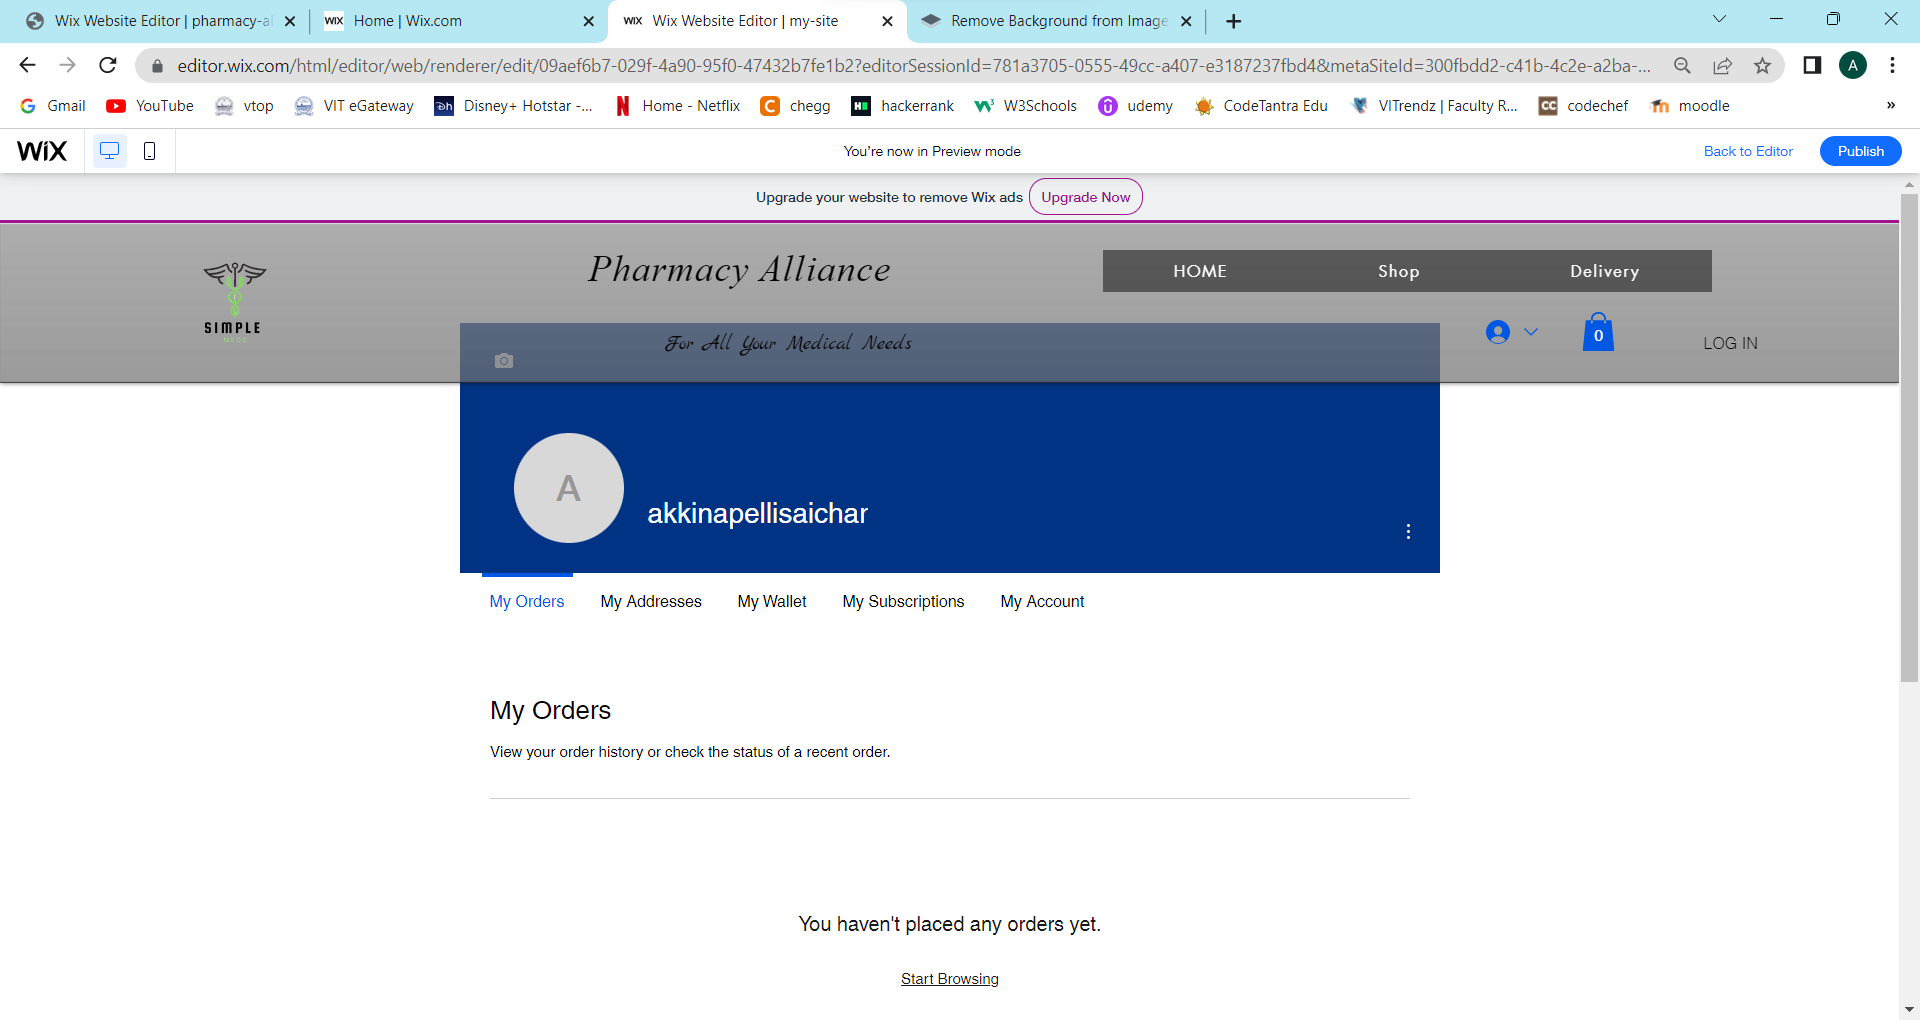 Wix Website Editor | pharmacy-al
Home | Wix.com
Wix Website Editor | my-site
Remove Background from Image
editor.wix.com/html/editor/web/renderer/edit/09aef6b7-029f-4a90-95f0-47432b7fe1b2?editorSessionId=781a3705-0555-49cc-a407-e3187237fbd4&metaSiteId=300fbdd2-c41b-4c2e-a2ba-...
A
Gmail
YouTube
vtop
VIT eGateway
Disney+ Hotstar -...
Home - Netflix
chegg
hackerrank
W3Schools
udemy
CodeTantra Edu
VITrendz | Faculty R...
codechef
moodle
WiX
You're now in Preview mode
Back to Editor
Publish
Upgrade your website to remove Wix ads
Upgrade Now
SIMPLE
MEDS
Pharmacy Alliance
HOME
Shop
Delivery
For All Your Medical Needs
0
LOG IN
A
akkinapellisaichar
My Orders
My Addresses
My Wallet
My Subscriptions
My Account
My Orders
View your order history or check the status of a recent order.
You haven't placed any orders yet.
Start Browsing